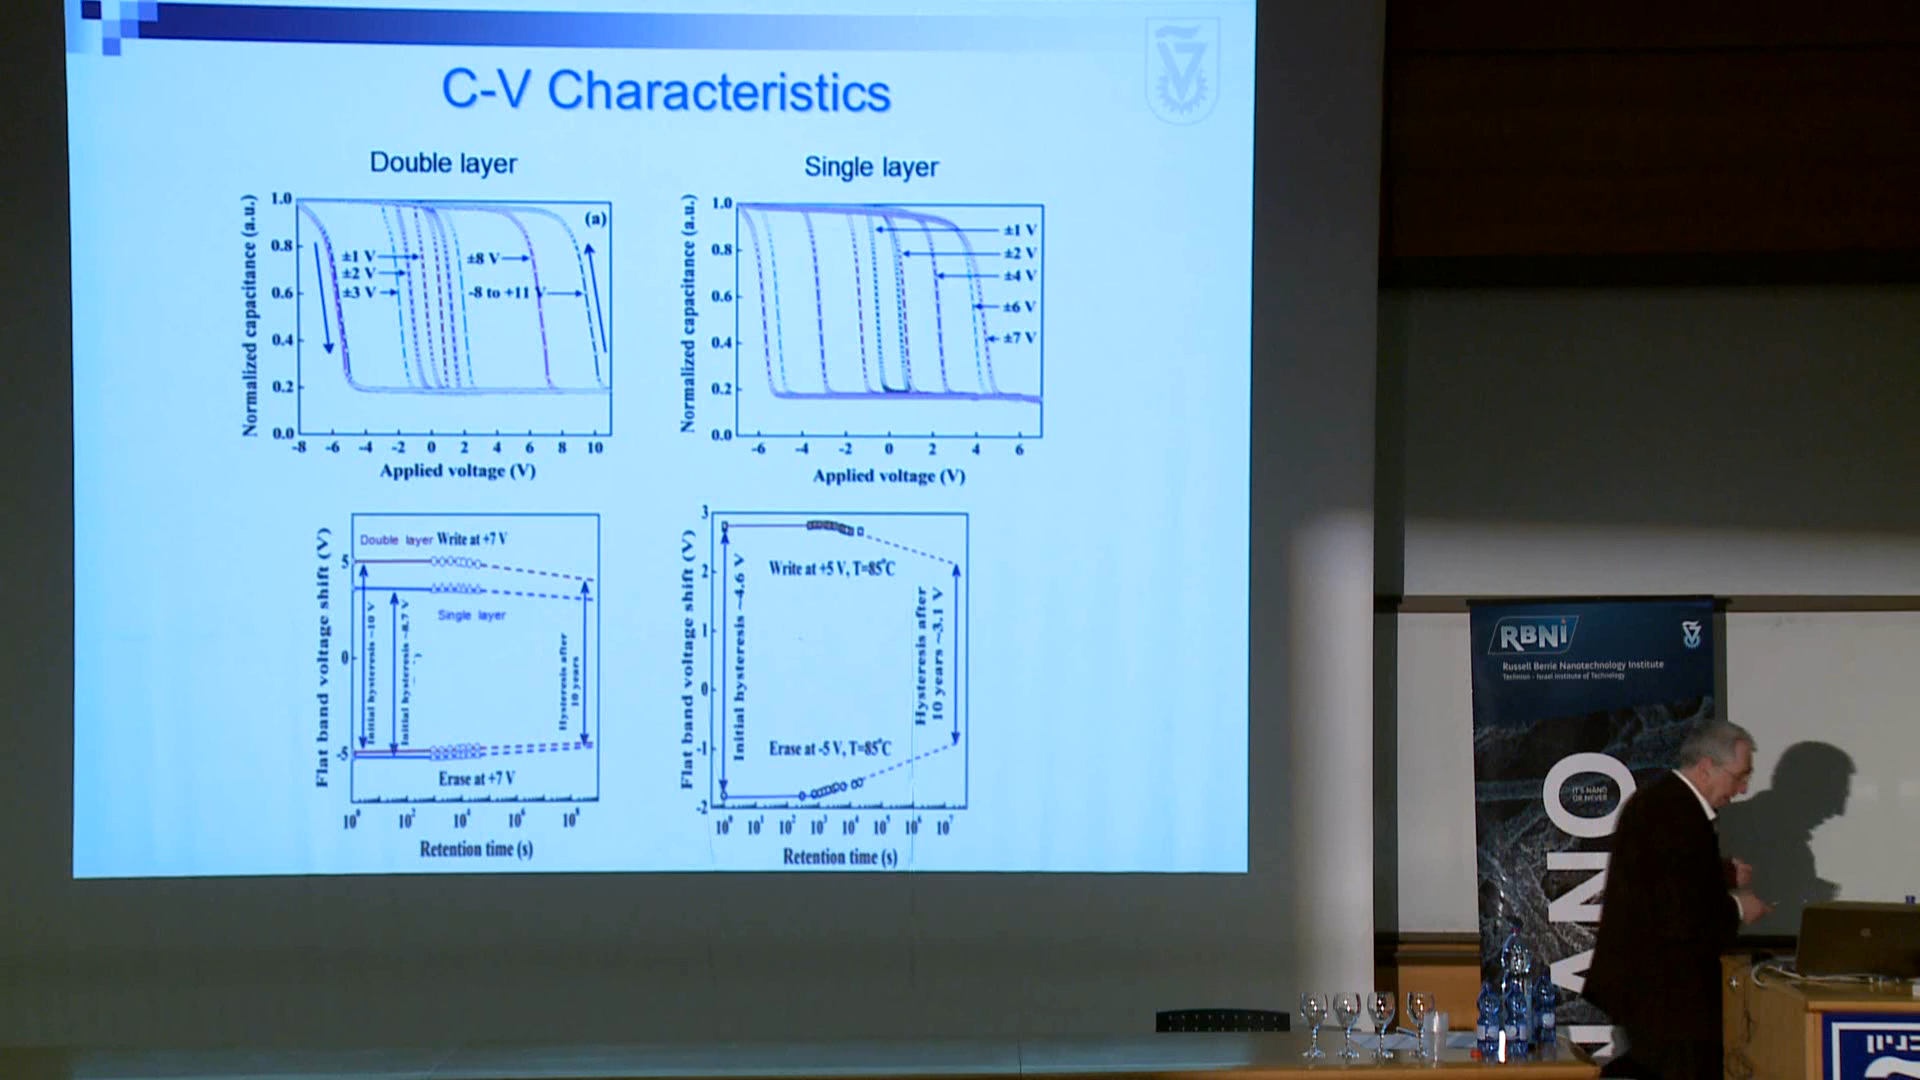 C-V Characteristics
Double layer
Single layer
Normalized capacitance (a.u.)
1.0
0.8
0.6
0.4
0.2
0.0
(a)
±1 V
±2 V
±3 V
±8 V
-8 to +11 V
-8 -6 -4 -2 0 2 4 6 8 10
Applied voltage (V)
Normalized capacitance (a.u.)
1.0
0.8
0.6
0.4
0.2
0.0
±1 V
±2 V
±4 V
±6 V
±7 V
-6 -4 -2 0 2 4 6
Applied voltage (V)
Flat band voltage shift (V)
5
0
-5
Double layer Write at +7 V
Single layer
Initial hysteresis ~10 V
Initial hysteresis ~8.7 V
Hysteresis after
10 years
Erase at +7 V
10⁰ 10² 10⁴ 10⁶ 10⁸
Retention time (s)
Flat band voltage shift (V)
3
2
1
0
-1
-2
Initial hysteresis ~4.6 V
Write at +5 V, T=85°C
Hysteresis after
10 years ~3.1 V
Erase at -5 V, T=85°C
10⁰ 10¹ 10² 10³ 10⁴ 10⁵ 10⁶ 10⁷
Retention time (s)
RBNi
Russell Berrie Nanotechnology Institute
Technion - Israel Institute of Technology
IT'S NANO
OR NEVER